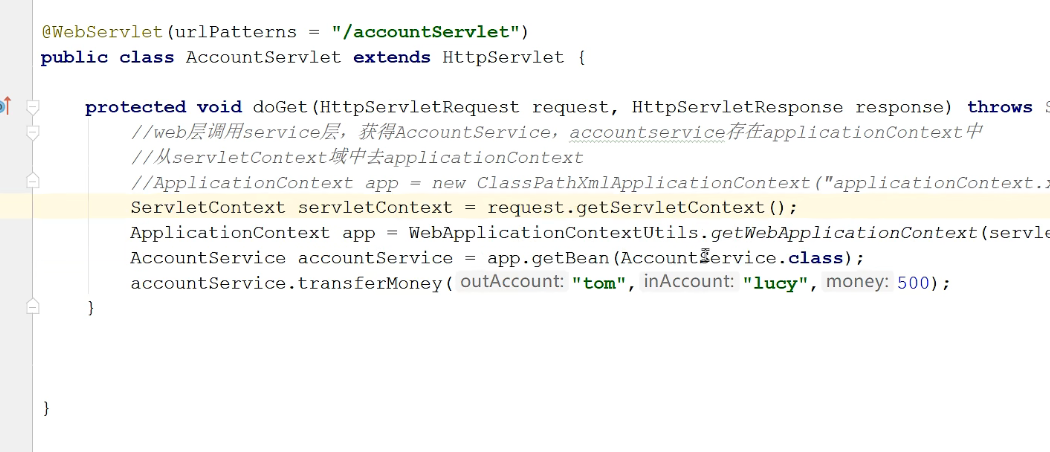 @WebServlet(urlPatterns = "/accountServlet")
public class AccountServlet extends HttpServlet {
protected void doGet(HttpServletRequest request, HttpServletResponse response) throws S
//web层调用service层，获得AccountService，accountservice存在applicationContext中
//从servletContext域中去applicationContext
//ApplicationContext app = new ClassPathXmlApplicationContext("applicationContext.x
ServletContext servletContext = request.getServletContext();
ApplicationContext app = WebApplicationContextUtils.getWebApplicationContext(servle
AccountService accountService = app.getBean(AccountService.class);
accountService.transferMoney( outAccount: "tom", inAccount: "lucy", money: 500);
}
}